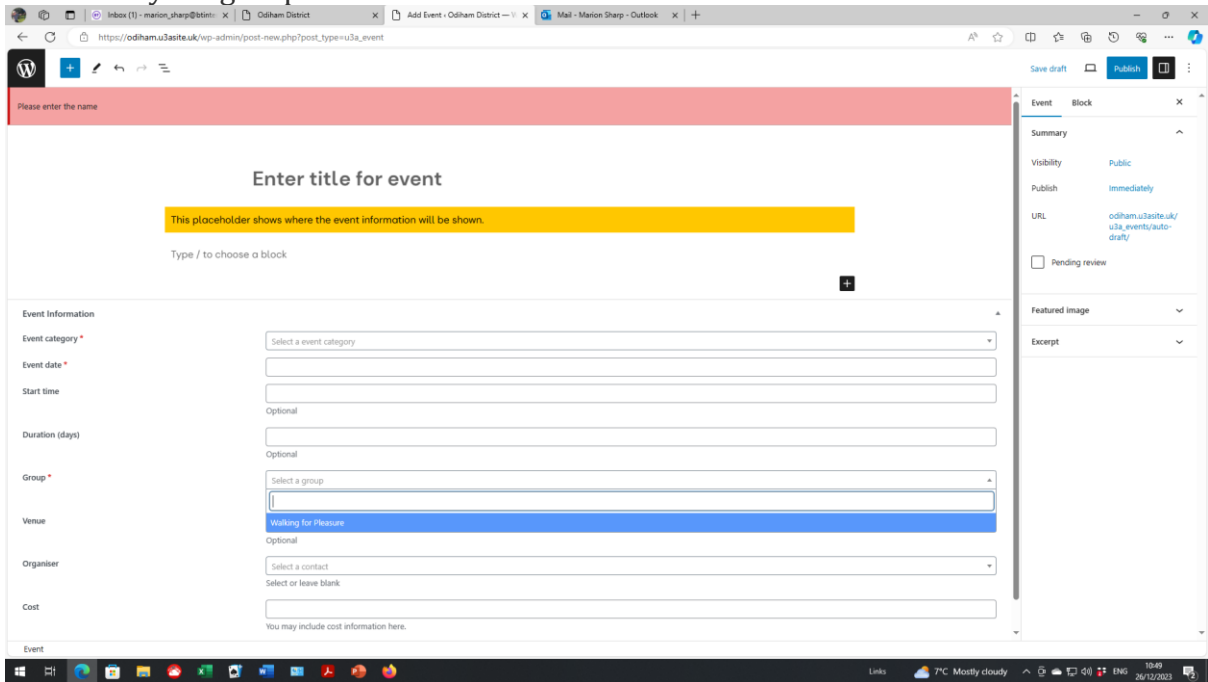 Inbox (1) - marion_sharp@btinte
Odiham District
Add Event ‹ Odiham District — W
Mail - Marion Sharp - Outlook
https://odiham.u3asite.uk/wp-admin/post-new.php?post_type=u3a_event
Save draft
Publish
Please enter the name
Event Block
Summary
Visibility Public
Publish Immediately
URL odiham.u3asite.uk/
u3a_events/auto-
draft/
Pending review
Featured image
Excerpt
Enter title for event
This placeholder shows where the event information will be shown.
Type / to choose a block
Event Information
Event category * Select a event category
Event date *
Start time
Optional
Duration (days)
Optional
Group * Select a group
Walking for Pleasure
Venue
Optional
Organiser Select a contact
Select or leave blank
Cost
You may include cost information here.
Event
Links 7°C Mostly cloudy ENG 10:49
26/12/2023